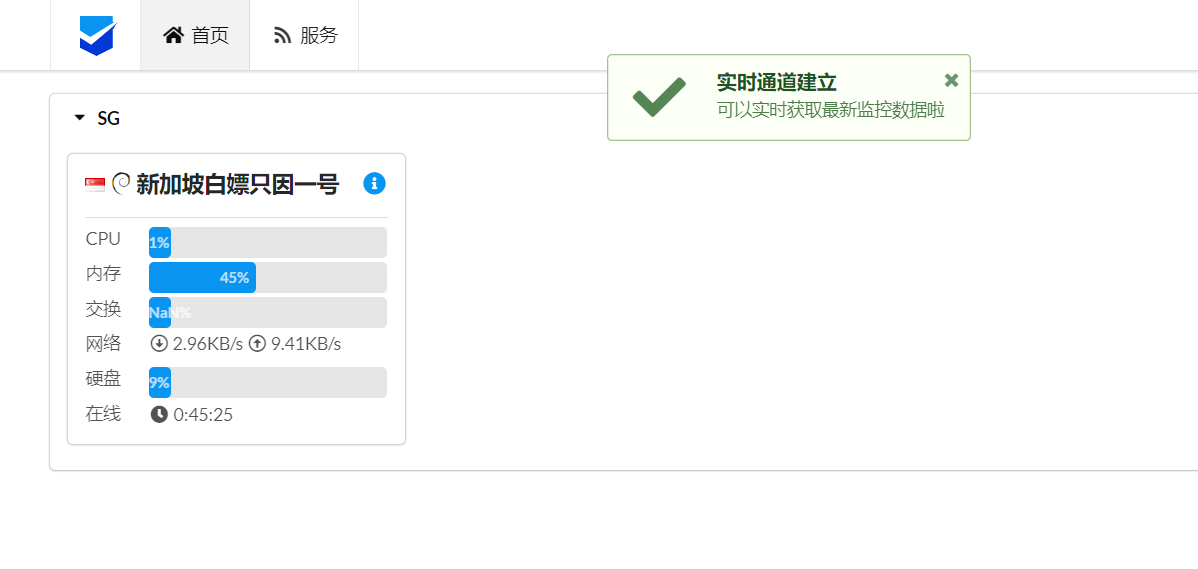 首页
服务
实时通道建立
可以实时获取最新监控数据啦
SG
新加坡白嫖只因一号
CPU
1%
内存
45%
交换
NaN%
网络
2.96KB/s 9.41KB/s
硬盘
9%
在线
0:45:25